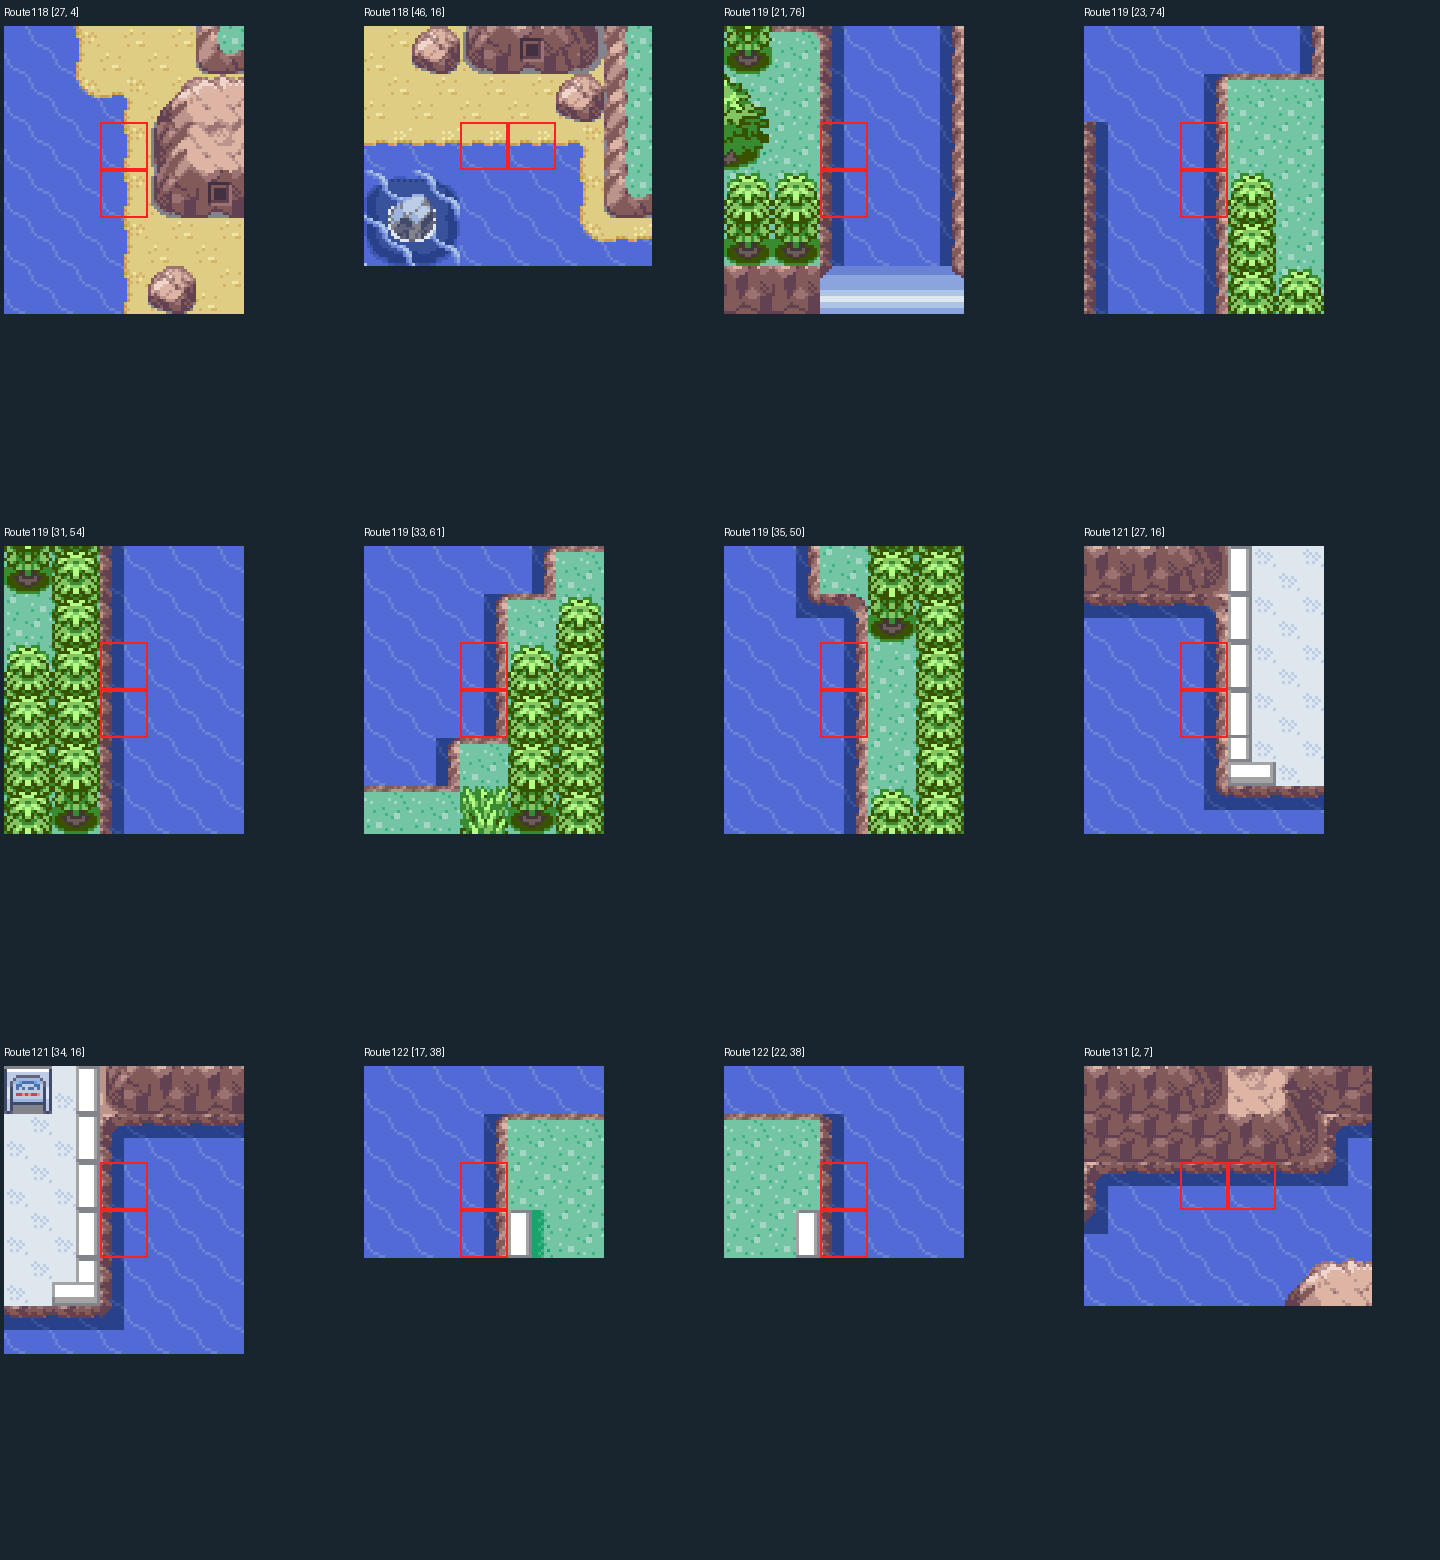 Route118 [27, 4]
Route118 [46, 16]
Route119 [21, 76]
Route119 [23, 74]
Route119 [31, 54]
Route119 [33, 61]
Route119 [35, 50]
Route121 [27, 16]
Route121 [34, 16]
Route122 [17, 38]
Route122 [22, 38]
Route131 [2, 7]